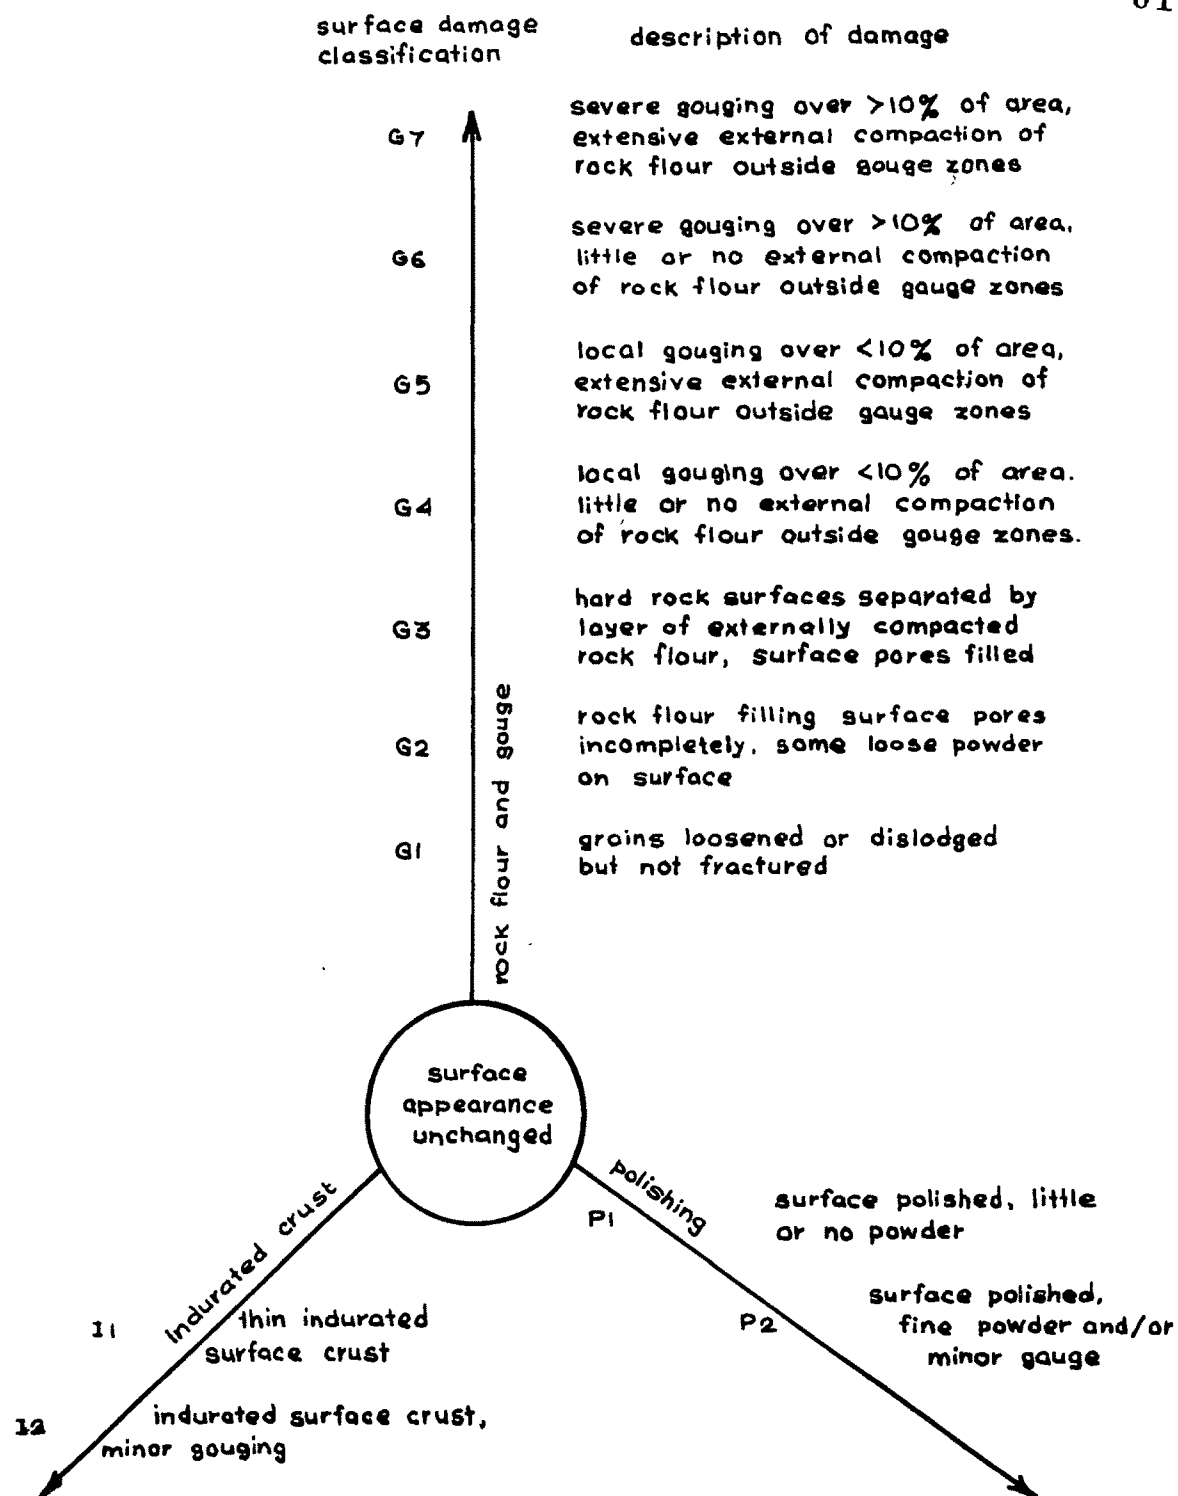 surface damage
classification
description of damage
G7
severe gouging over >10% of area,
extensive external compaction of
rock flour outside gouge zones
G6
severe gouging over >10% of area,
little or no external compaction
of rock flour outside gauge zones
G5
local gouging over <10% of area,
extensive external compaction of
rock flour outside gauge zones
G4
local gouging over <10% of area.
little or no external compaction
of rock flour outside gouge zones.
G3
hard rock surfaces separated by
layer of externally compacted
rock flour, surface pores filled
G2
rock flour filling surface pores
incompletely, some loose powder
on surface
G1
grains loosened or dislodged
but not fractured
rock flour and gouge
surface
appearance
unchanged
polishing
P1
surface polished, little
or no powder
P2
surface polished,
fine powder and/or
minor gauge
Indurated crust
I1
thin indurated
surface crust
I2
indurated surface crust,
minor gouging